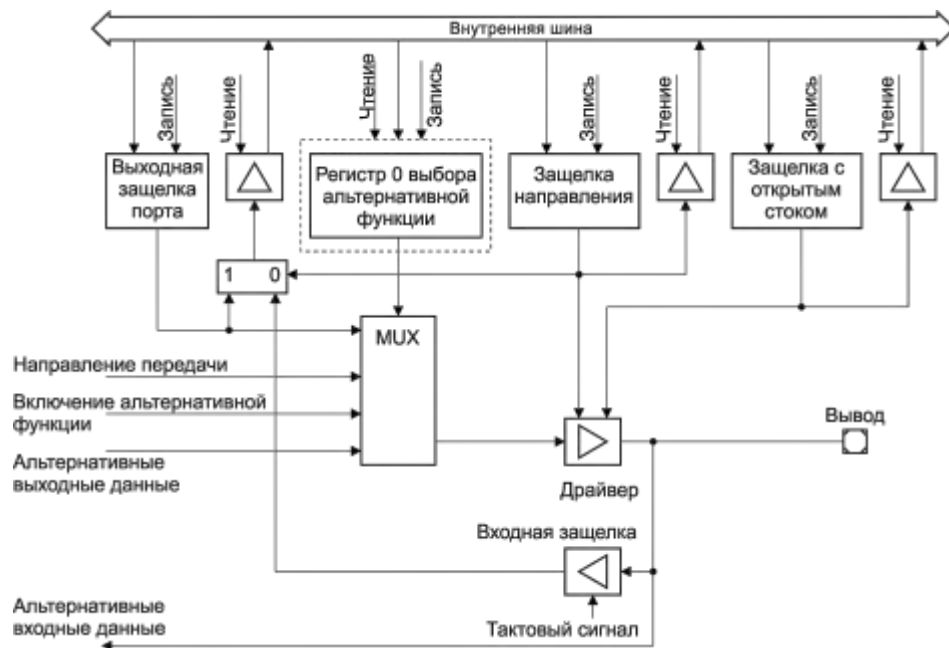 Внутренняя шина
Запись
Чтение
Чтение
Запись
Запись
Чтение
Запись
Чтение
Выходная
защелка
порта
Регистр 0 выбора
альтернативной
функции
Защелка
направления
Защелка с
открытым
стоком
1 0
MUX
Направление передачи
Включение альтернативной
функции
Альтернативные
выходные данные
Вывод
Драйвер
Входная защелка
Тактовый сигнал
Альтернативные
входные данные